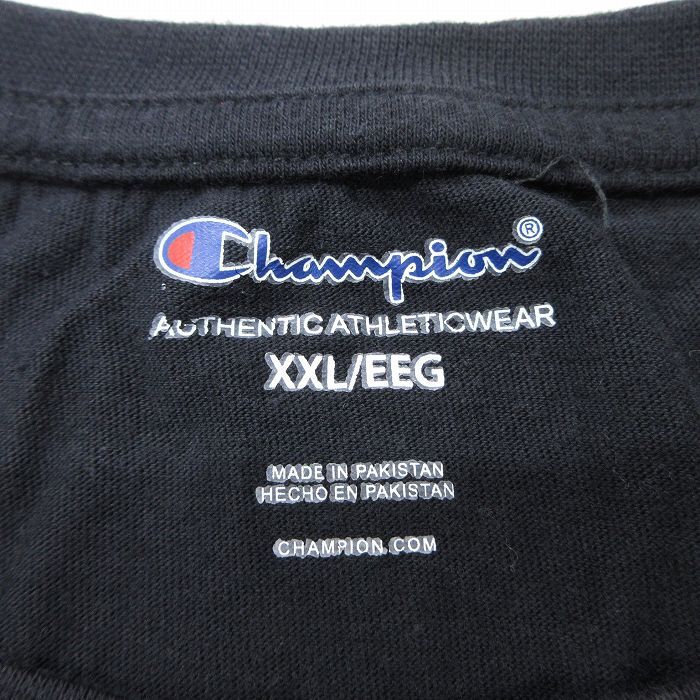 Champion®
AUTHENTIC ATHLETICWEAR
XXL/EEG
MADE IN PAKISTAN
HECHO EN PAKISTAN
CHAMPION.COM